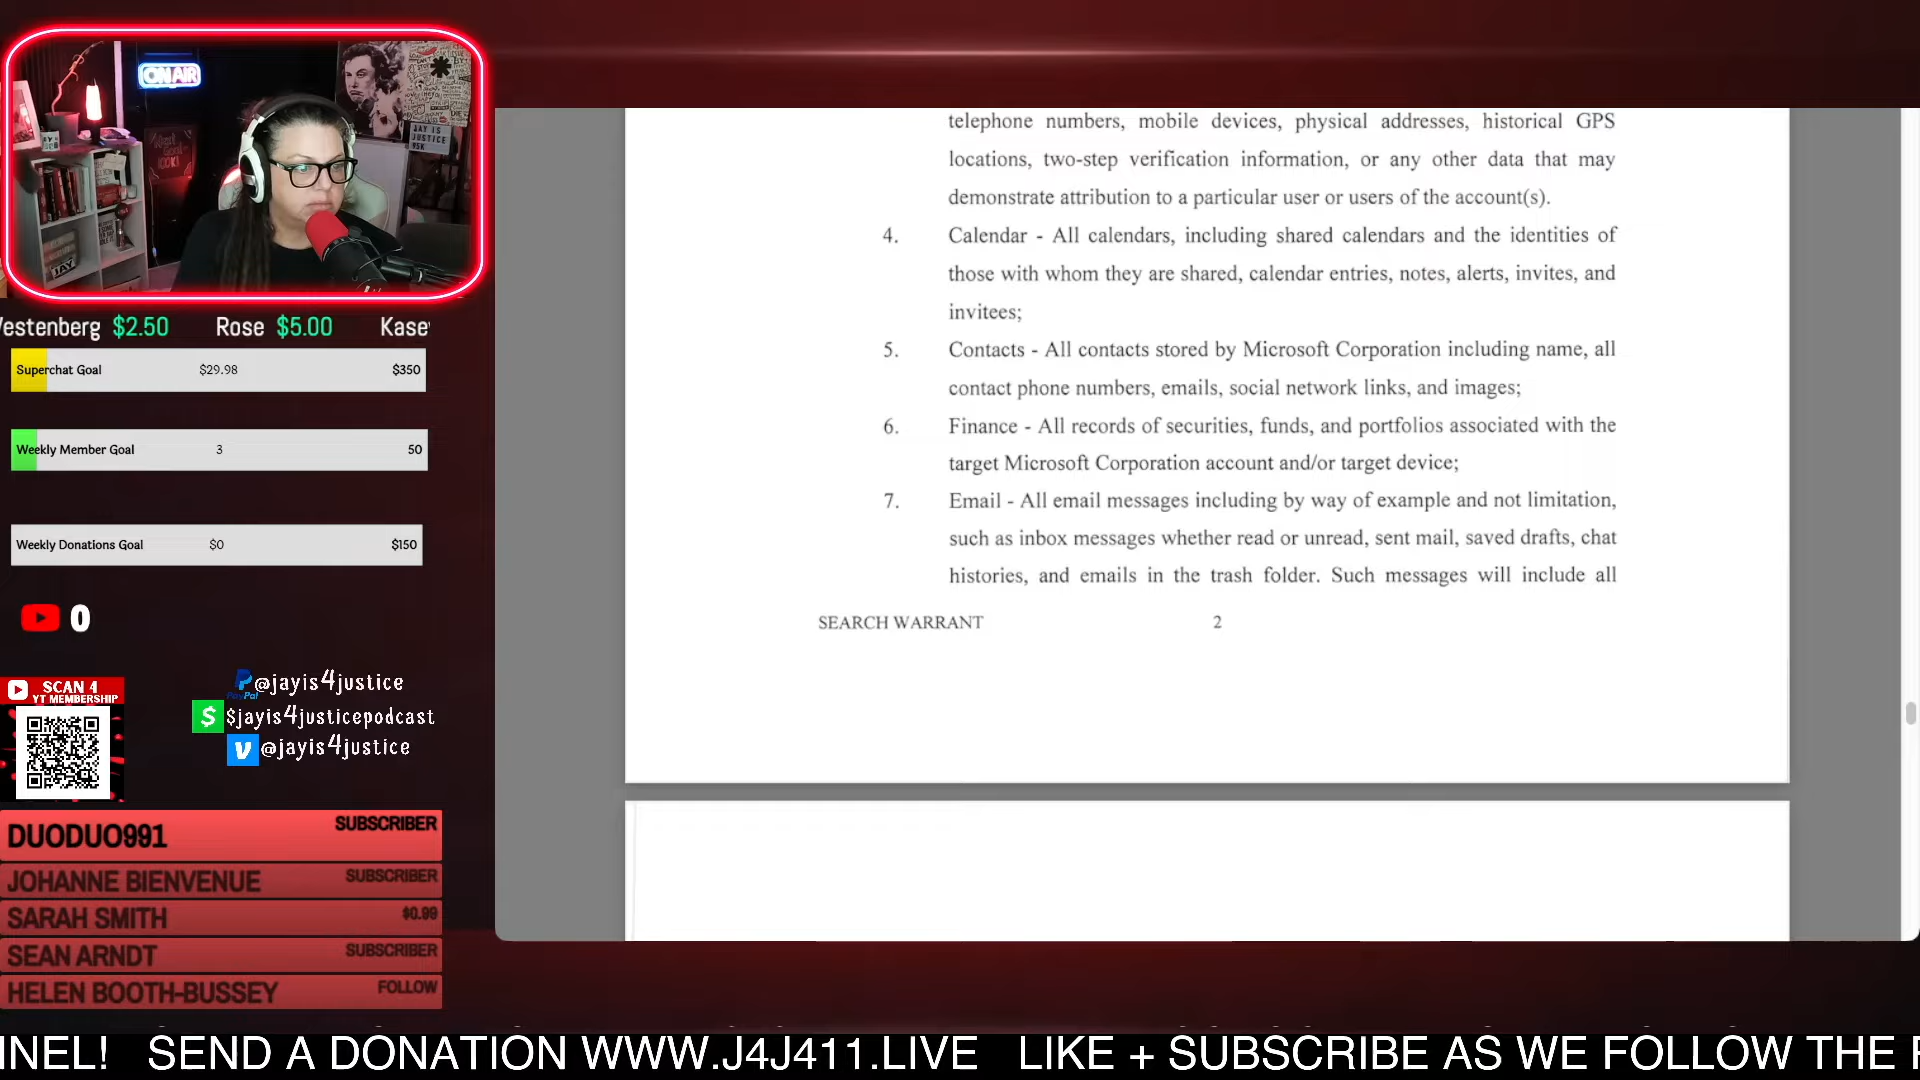 ON AIR
JAY IS
JUSTICE
JAY
Westenberg $2.50 Rose $5.00 Kase
Superchat Goal $29.98 $350
Weekly Member Goal 3 50
Weekly Donations Goal $0 $150
0
SCAN 4
YT MEMBERSHIP
PayPal
@jayis4justice
$jayis4justicepodcast
@jayis4justice
DUODUO991 SUBSCRIBER
JOHANNE BIENVENUE SUBSCRIBER
SARAH SMITH $0.99
SEAN ARNDT SUBSCRIBER
HELEN BOOTH-BUSSEY FOLLOW
telephone numbers, mobile devices, physical addresses, historical GPS
locations, two-step verification information, or any other data that may
demonstrate attribution to a particular user or users of the account(s).
4. Calendar - All calendars, including shared calendars and the identities of
those with whom they are shared, calendar entries, notes, alerts, invites, and
invitees;
5. Contacts - All contacts stored by Microsoft Corporation including name, all
contact phone numbers, emails, social network links, and images;
6. Finance - All records of securities, funds, and portfolios associated with the
target Microsoft Corporation account and/or target device;
7. Email - All email messages including by way of example and not limitation,
such as inbox messages whether read or unread, sent mail, saved drafts, chat
histories, and emails in the trash folder. Such messages will include all
SEARCH WARRANT 2
NNEL! SEND A DONATION WWW.J4J411.LIVE LIKE + SUBSCRIBE AS WE FOLLOW THE